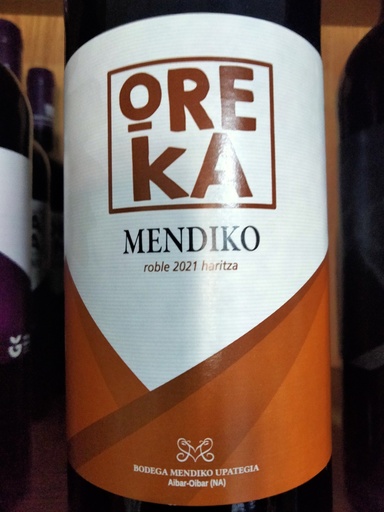 ORE
KA
MENDIKO
roble 2021 haritza
BODEGA MENDIKO UPATEGIA
Aibar-Oibar (NA)